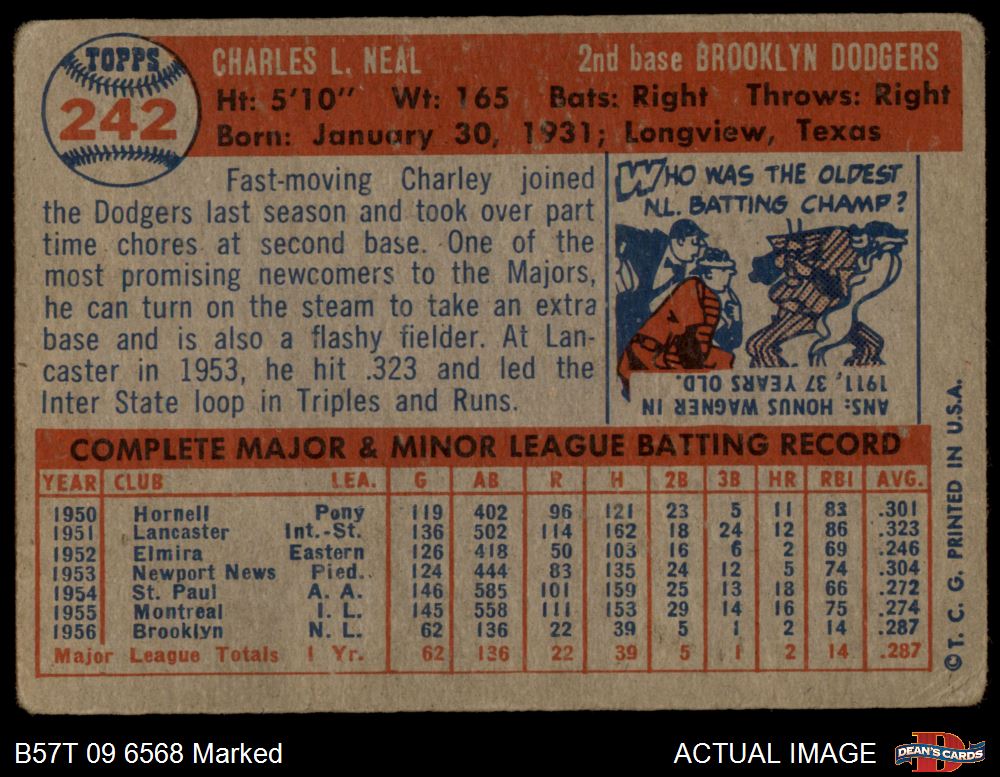 TOPPS
242
CHARLES L. NEAL 2nd base BROOKLYN DODGERS
Ht: 5'10" Wt: 165 Bats: Right Throws: Right
Born: January 30, 1931; Longview, Texas
Fast-moving Charley joined
the Dodgers last season and took over part
time chores at second base. One of the
most promising newcomers to the Majors,
he can turn on the steam to take an extra
base and is also a flashy fielder. At Lan-
caster in 1953, he hit .323 and led the
Inter State loop in Triples and Runs.
WHO WAS THE OLDEST
N.L. BATTING CHAMP?
ANS: HONUS WAGNER IN
1911, 37 YEARS OLD.
COMPLETE MAJOR & MINOR LEAGUE BATTING RECORD
YEAR CLUB LEA. G AB R H 2B 3B HR RBI AVG.
1950 Hornell Pony 119 402 96 121 23 5 11 83 .301
1951 Lancaster Int.-St. 136 502 114 162 18 24 12 86 .323
1952 Elmira Eastern 126 418 50 103 16 6 2 69 .246
1953 Newport News Pied. 124 444 83 135 24 12 5 74 .304
1954 St. Paul A. A. 146 585 101 159 25 13 18 66 .272
1955 Montreal I. L. 145 558 111 153 29 14 16 75 .274
1956 Brooklyn N. L. 62 136 22 39 5 1 2 14 .287
Major League Totals 1 Yr. 62 136 22 39 5 1 2 14 .287
© T. C. G. PRINTED IN U.S.A.
B57T 09 6568 Marked
ACTUAL IMAGE
DEAN'S CARDS